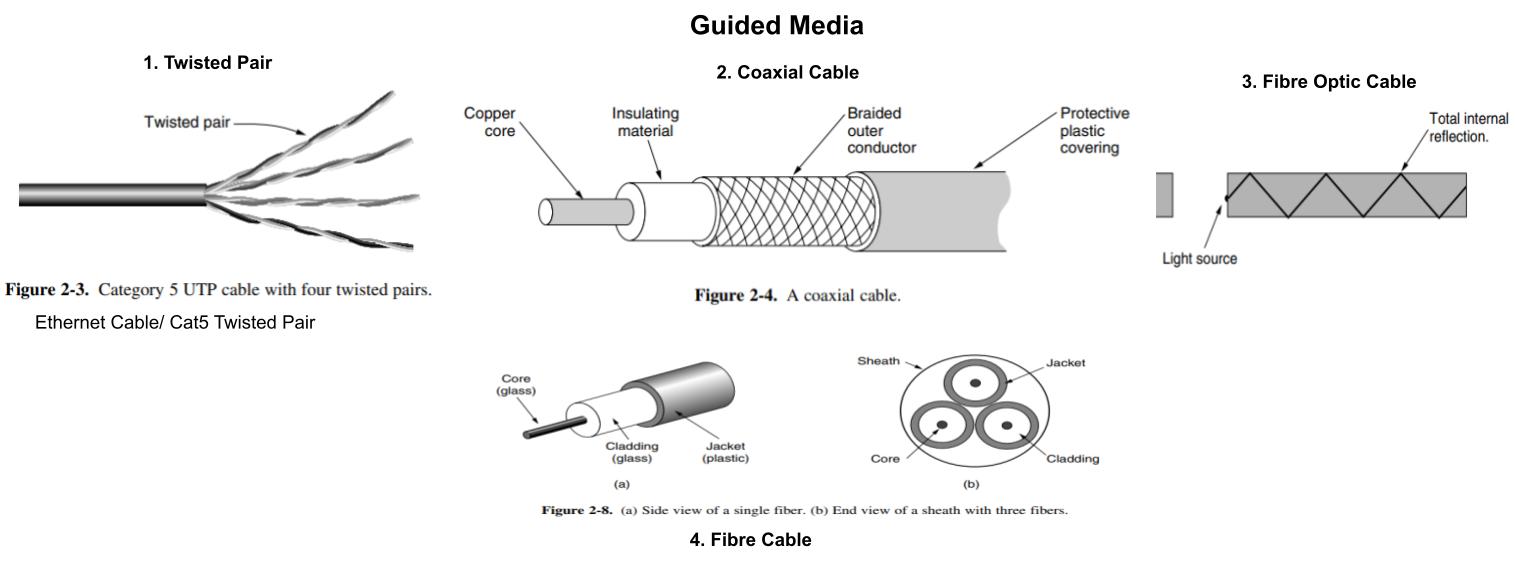 Guided Media
1. Twisted Pair
Twisted pair
Figure 2-3. Category 5 UTP cable with four twisted pairs.
Ethernet Cable/ Cat5 Twisted Pair
2. Coaxial Cable
Copper
core
Insulating
material
Braided
outer
conductor
Protective
plastic
covering
Figure 2-4. A coaxial cable.
3. Fibre Optic Cable
Total internal
reflection.
Light source
Core
(glass)
Cladding
(glass)
Jacket
(plastic)
(a)
Sheath
Jacket
Core
Cladding
(b)
Figure 2-8. (a) Side view of a single fiber. (b) End view of a sheath with three fibers.
4. Fibre Cable